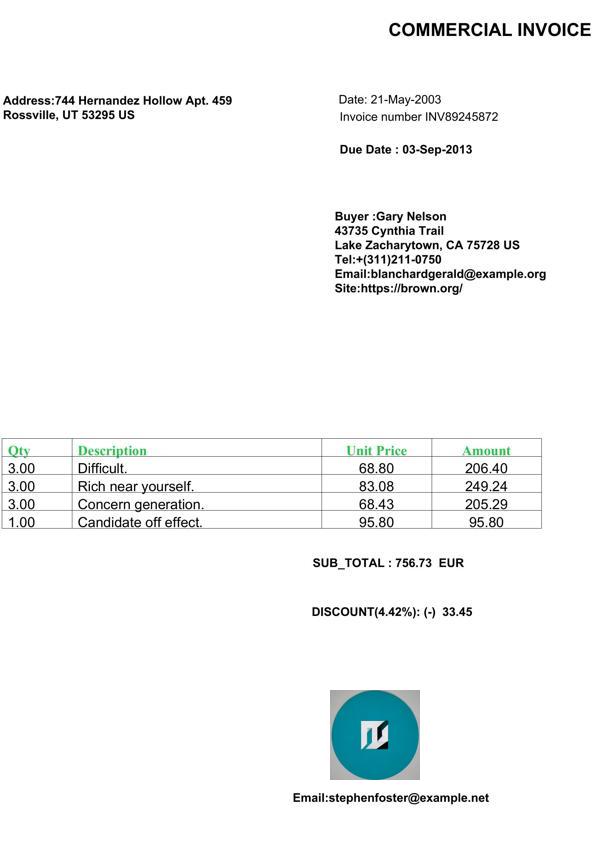 COMMERCIAL INVOICE
Address:744 Hernandez Hollow Apt. 459
Rossville, UT 53295 US
Date: 21-May-2003
Invoice number INV89245872
Due Date : 03-Sep-2013
Buyer :Gary Nelson
43735 Cynthia Trail
Lake Zacharytown, CA 75728 US
Tel:+(311)211-0750
Email:blanchardgerald@example.org
Site:https://brown.org/
Qty Description Unit Price Amount
3.00 Difficult. 68.80 206.40
3.00 Rich near yourself. 83.08 249.24
3.00 Concern generation. 68.43 205.29
1.00 Candidate off effect. 95.80 95.80
SUB_TOTAL : 756.73 EUR
DISCOUNT(4.42%): (-) 33.45
Email:stephenfoster@example.net